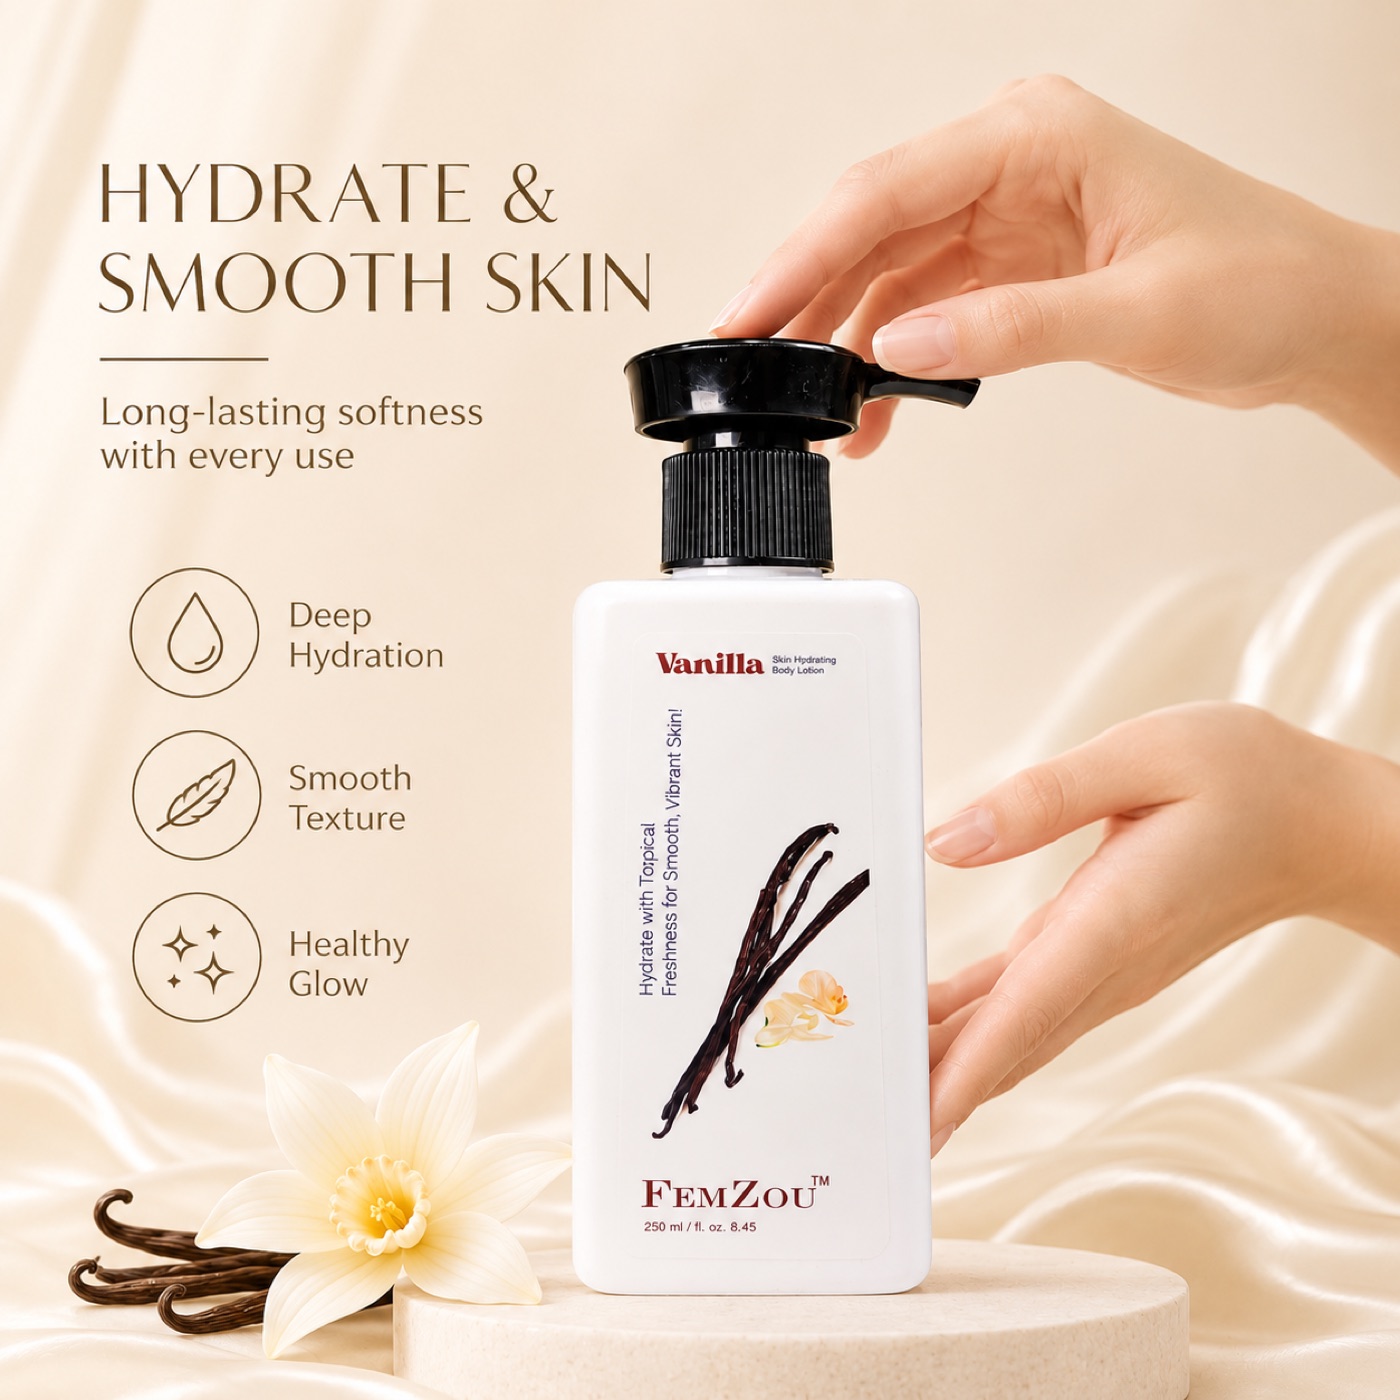 HYDRATE &
SMOOTH SKIN
Long-lasting softness
with every use
Deep
Hydration
Smooth
Texture
Healthy
Glow
Vanilla
Skin Hydrating
Body Lotion
Hydrate with Topical
Freshness for Smooth, Vibrant Skin!
FEMZOU™
250 ml / fl. oz. 8.45